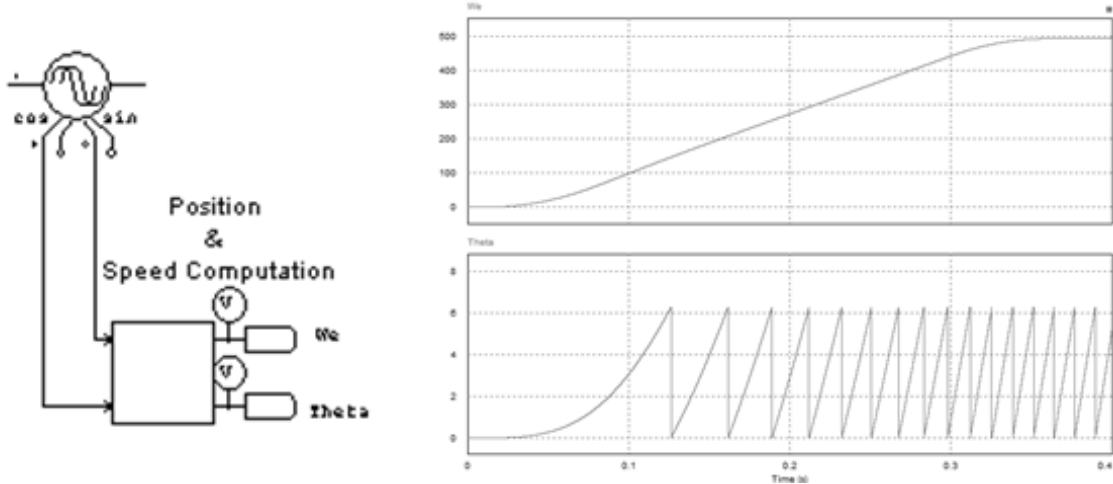 cos sin
Position
&
Speed Computation
V
We
V
Theta
We
500
400
300
200
100
0
Theta
8
6
4
2
0
0 0.1 0.2 0.3 0.4
Time (s)